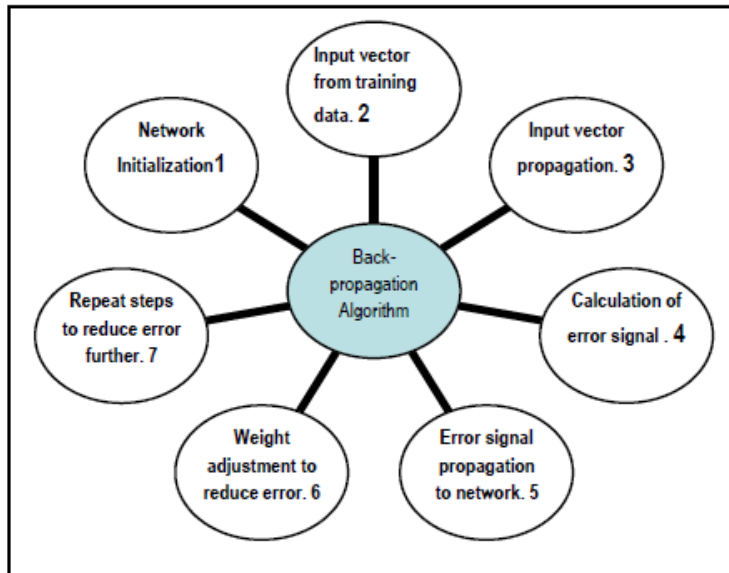 Input vector
from training
data. 2
Network
Initialization1
Input vector
propagation. 3
Back-
propagation
Algorithm
Repeat steps
to reduce error
further. 7
Calculation of
error signal . 4
Weight
adjustment to
reduce error. 6
Error signal
propagation
to network. 5